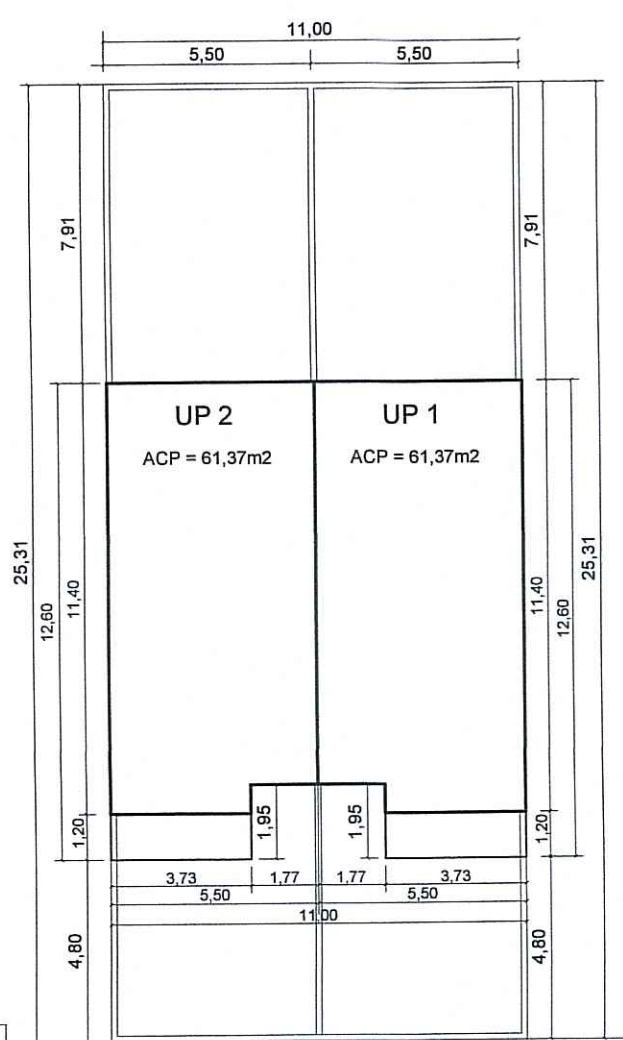 11,00
5,50 5,50
7,91 7,91
UP 2 UP 1
ACP = 61,37m2 ACP = 61,37m2
25,31 12,60 11,40 11,40 12,60 25,31
1,20 1,95 1,95 1,20
3,73 1,77 1,77 3,73
5,50 5,50
11,00
4,80 4,80